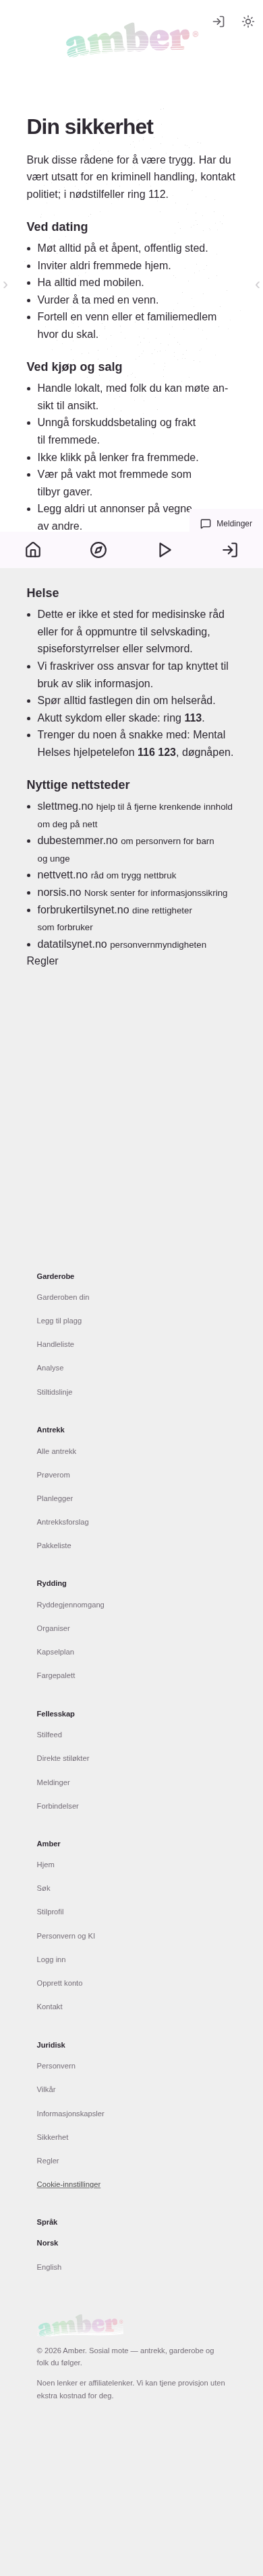 amber
Din sikkerhet
Bruk disse rådene for å være trygg. Har du
vært utsatt for en kriminell handling, kontakt
politiet; i nødstilfeller ring 112.
Ved dating
Møt alltid på et åpent, offentlig sted.
Inviter aldri fremmede hjem.
Ha alltid med mobilen.
Vurder å ta med en venn.
Fortell en venn eller et familiemedlem
hvor du skal.
Ved kjøp og salg
Handle lokalt, med folk du kan møte an-
sikt til ansikt.
Unngå forskuddsbetaling og frakt
til fremmede.
Ikke klikk på lenker fra fremmede.
Vær på vakt mot fremmede som
tilbyr gaver.
Legg aldri ut annonser på vegne
av andre.
Meldinger
Helse
Dette er ikke et sted for medisinske råd
eller for å oppmuntre til selvskading,
spiseforstyrrelser eller selvmord.
Vi fraskriver oss ansvar for tap knyttet til
bruk av slik informasjon.
Spør alltid fastlegen din om helseråd.
Akutt sykdom eller skade: ring 113.
Trenger du noen å snakke med: Mental
Helses hjelpetelefon 116 123, døgnåpen.
Nyttige nettsteder
slettmeg.no hjelp til å fjerne krenkende innhold
om deg på nett
dubestemmer.no om personvern for barn
og unge
nettvett.no råd om trygg nettbruk
norsis.no Norsk senter for informasjonssikring
forbrukertilsynet.no dine rettigheter
som forbruker
datatilsynet.no personvernmyndigheten
Regler
Garderobe
Garderoben din
Legg til plagg
Handleliste
Analyse
Stiltidslinje
Antrekk
Alle antrekk
Prøverom
Planlegger
Antrekksforslag
Pakkeliste
Rydding
Ryddegjennomgang
Organiser
Kapselplan
Fargepalett
Fellesskap
Stilfeed
Direkte stiløkter
Meldinger
Forbindelser
Amber
Hjem
Søk
Stilprofil
Personvern og KI
Logg inn
Opprett konto
Kontakt
Juridisk
Personvern
Vilkår
Informasjonskapsler
Sikkerhet
Regler
Cookie-innstillinger
Språk
Norsk
English
amber
© 2026 Amber. Sosial mote — antrekk, garderobe og
folk du følger.
Noen lenker er affiliatelenker. Vi kan tjene provisjon uten
ekstra kostnad for deg.